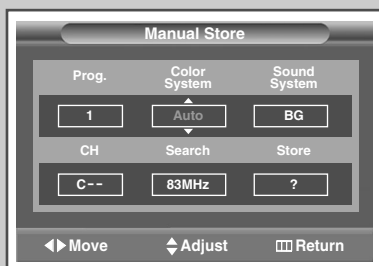 Manual Store
Prog. Color System Sound System
1 Auto BG
CH Search Store
C-- 83MHz ?
Move Adjust Return